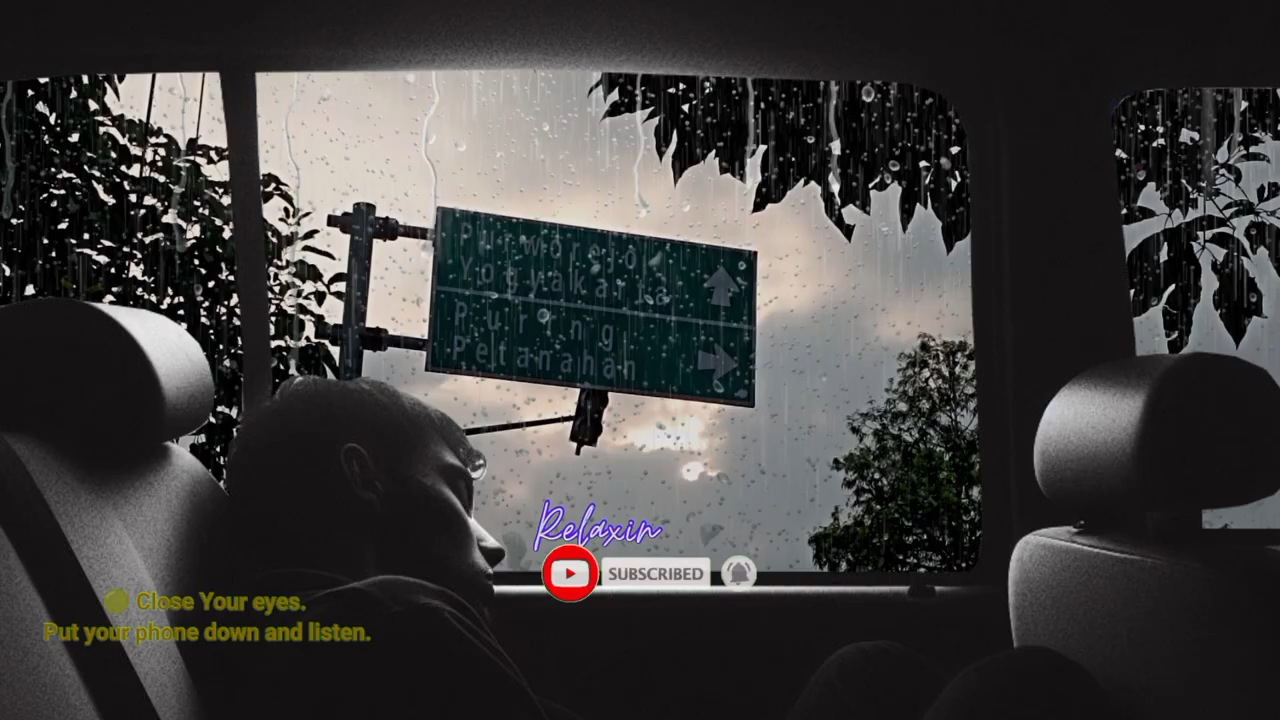 Purworejo
Yogyakarta
Puring
Petanahan
Relaxin
SUBSCRIBED
Close Your eyes.
Put your phone down and listen.